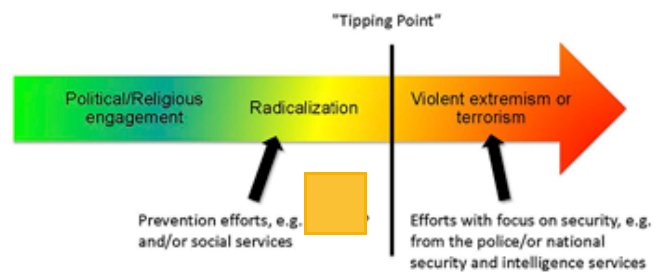 "Tipping Point"
Political/Religious
engagement
Radicalization
Violent extremism or
terrorism
Prevention efforts, e.g.
and/or social services
Efforts with focus on security, e.g.
from the police/or national
security and intelligence services